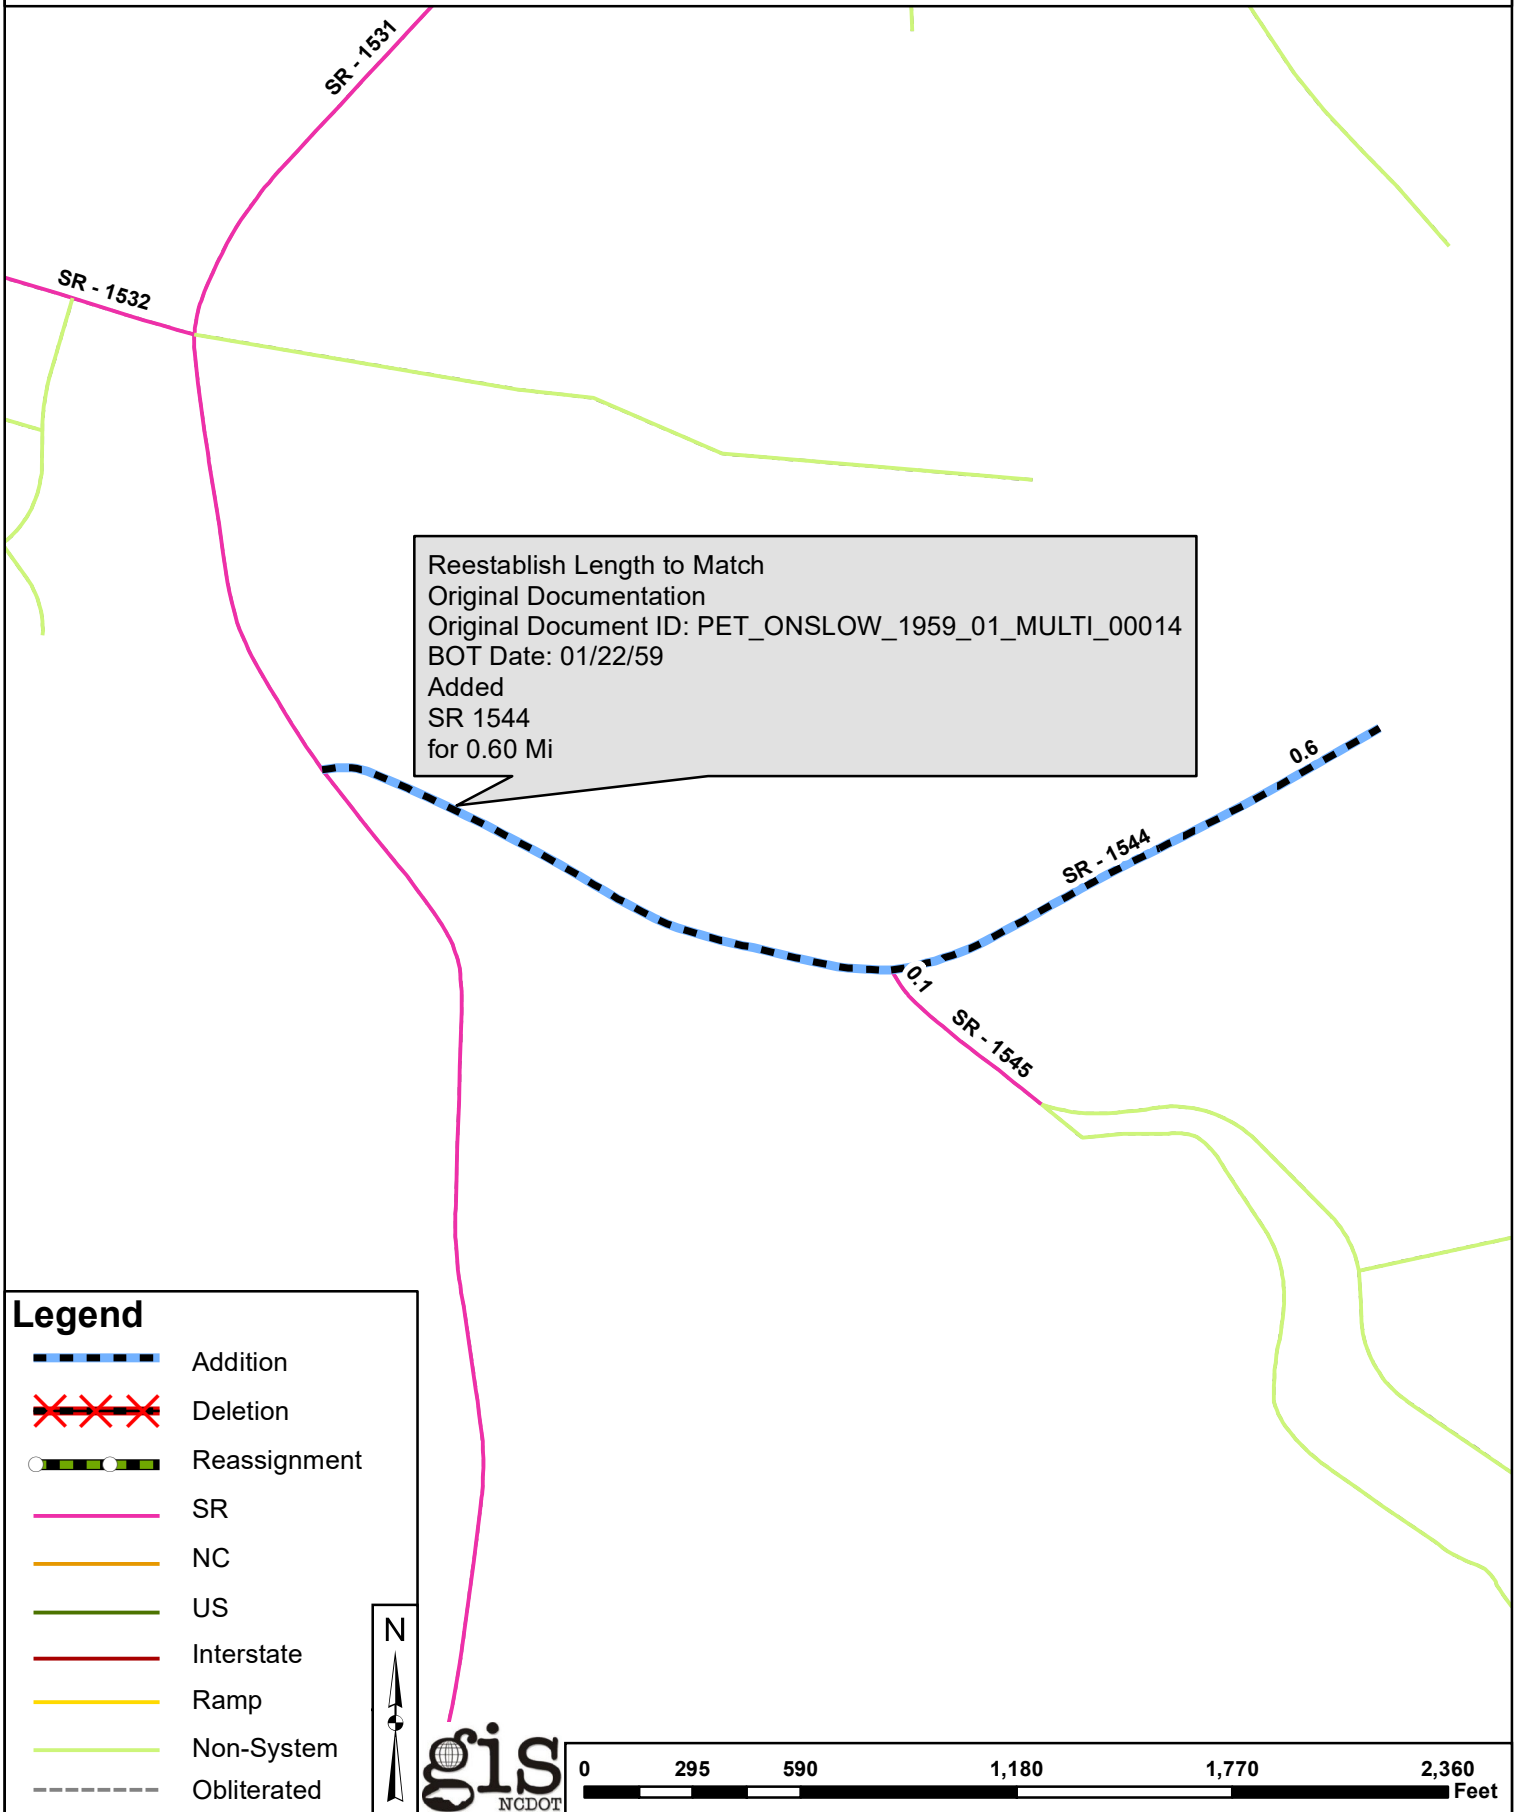 SR - 1531
SR - 1532
Reestablish Length to Match
Original Documentation
Original Document ID: PET_ONSLOW_1959_01_MULTI_00014
BOT Date: 01/22/59
Added
SR 1544
for 0.60 Mi
0.6
SR - 1544
0.1
SR - 1545
Legend
Addition
Deletion
Reassignment
SR
NC
US
Interstate
Ramp
Non-System
Obliterated
N
gis
NCDOT
0 295 590 1,180 1,770 2,360
Feet